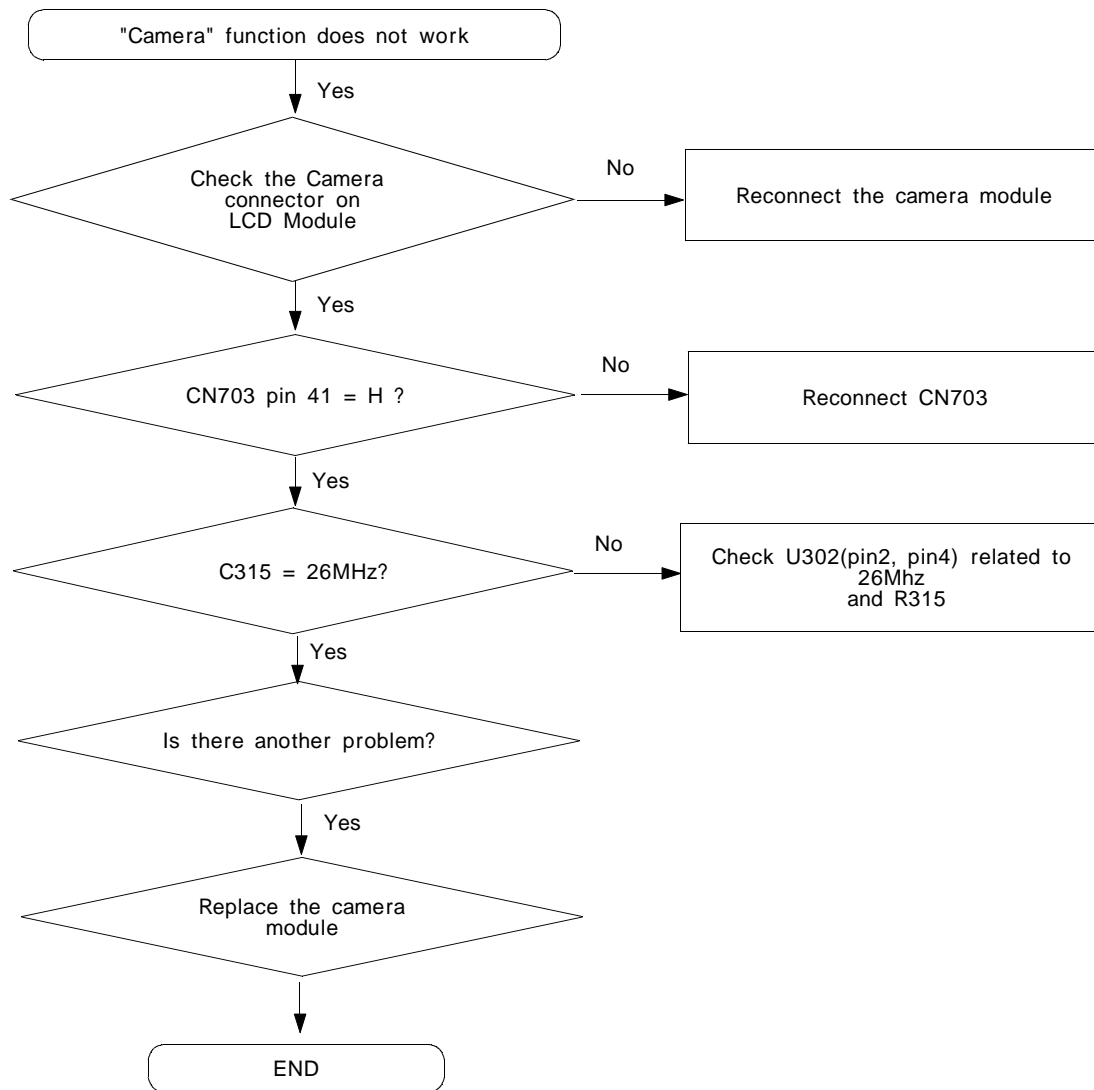 "Camera" function does not work
Yes
Check the Camera
connector on
LCD Module
No
Reconnect the camera module
Yes
CN703 pin 41 = H ?
No
Reconnect CN703
Yes
C315 = 26MHz?
No
Check U302(pin2, pin4) related to
26Mhz
and R315
Yes
Is there another problem?
Yes
Replace the camera
module
END